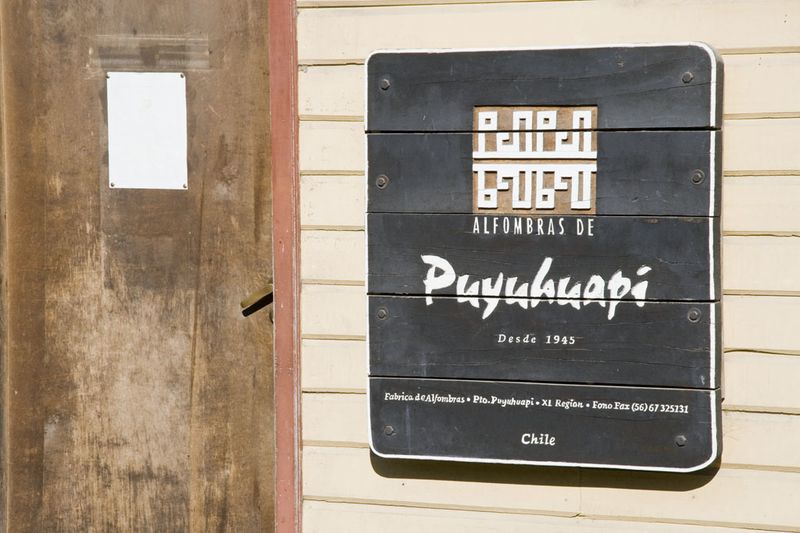 ALFOMBRAS DE
Puyuhuapi
Desde 1945
Fabrica de Alfombras • Pto. Puyuhuapi • XI Region • Fono Fax (56) 67 325131
Chile